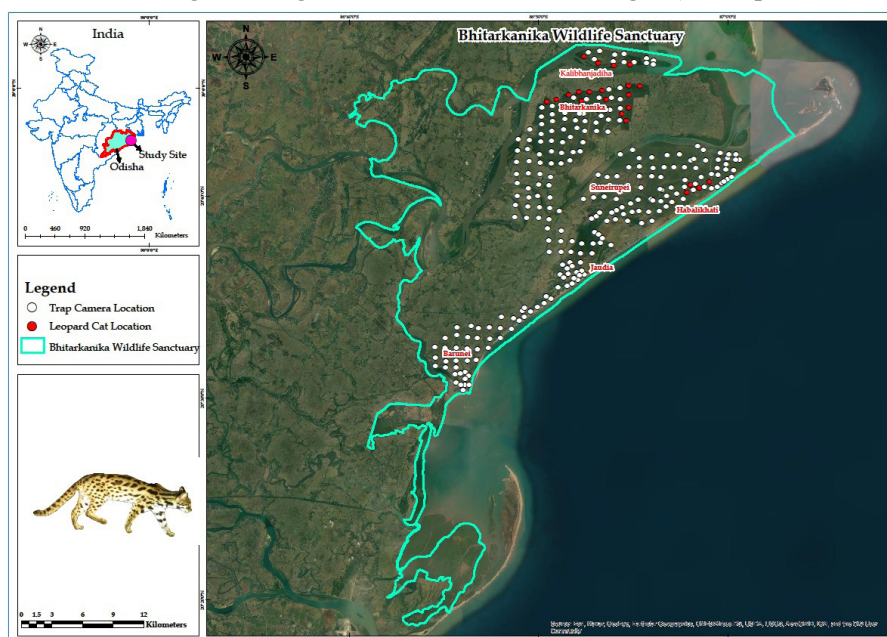 India
N
W E
S
Study Site
Odisha
0 460 920 1,840
Kilometers
Legend
Trap Camera Location
Leopard Cat Location
Bhitarkanika Wildlife Sanctuary
0 1.5 3 6 9 12
Kilometers
Bhitarkanika Wildlife Sanctuary
N
W E
S
Kalibhanjadiha
Bhitarkanika
Suneirupei
Habalikhati
Jaudia
Barunei